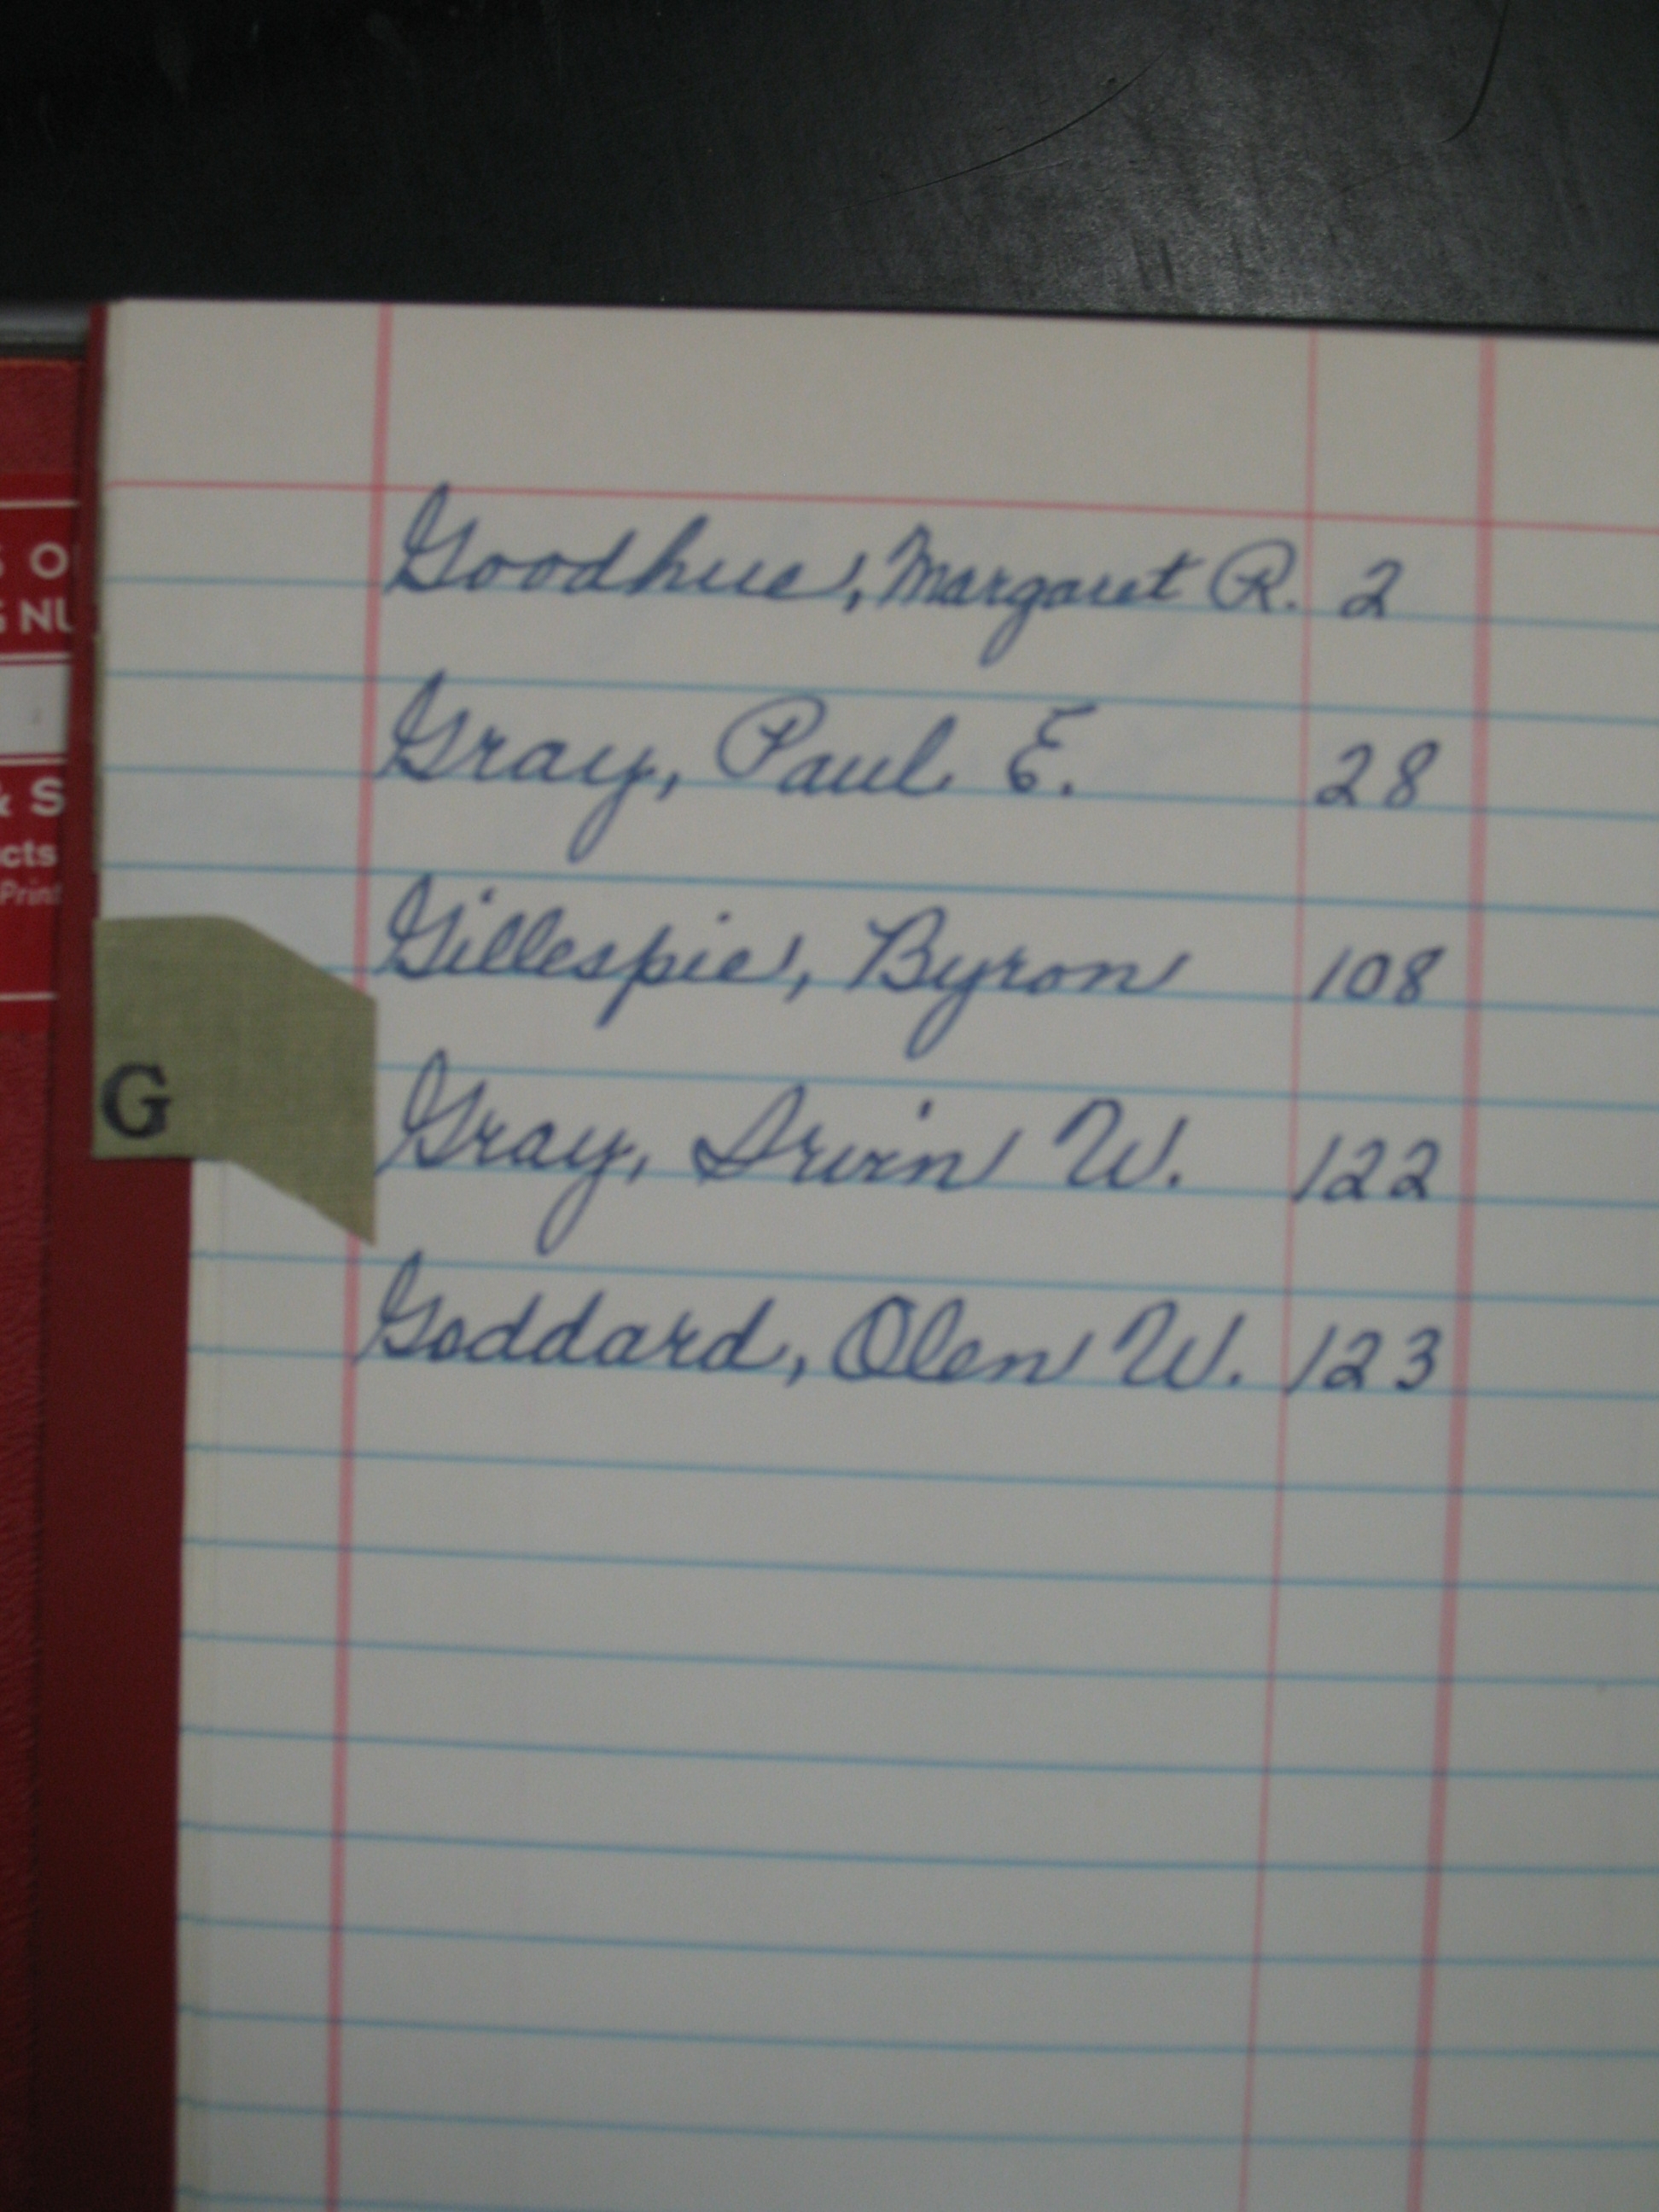 Goodhue, Margaret R. 2
Gray, Paul E. 28
Gillespie, Byron 108
G
Gray, Irvin W. 122
Goddard, Olen W. 123
S O
G NU
& S
cts
Print